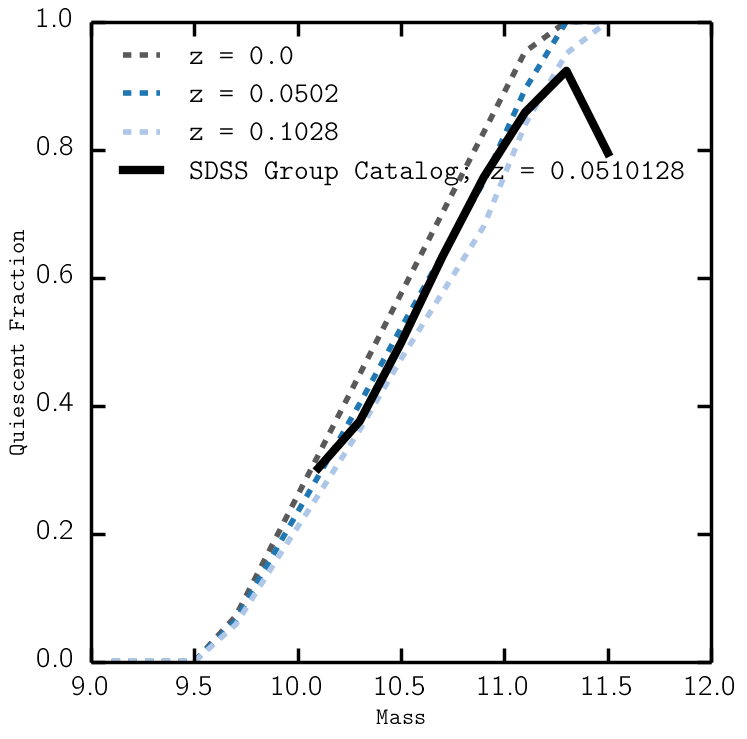 1.0
z = 0.0
z = 0.0502
z = 0.1028
0.8
SDSS Group Catalog; z = 0.0510128
0.6
Quiescent Fraction
0.4
0.2
0.0
9.0 9.5 10.0 10.5 11.0 11.5 12.0
Mass